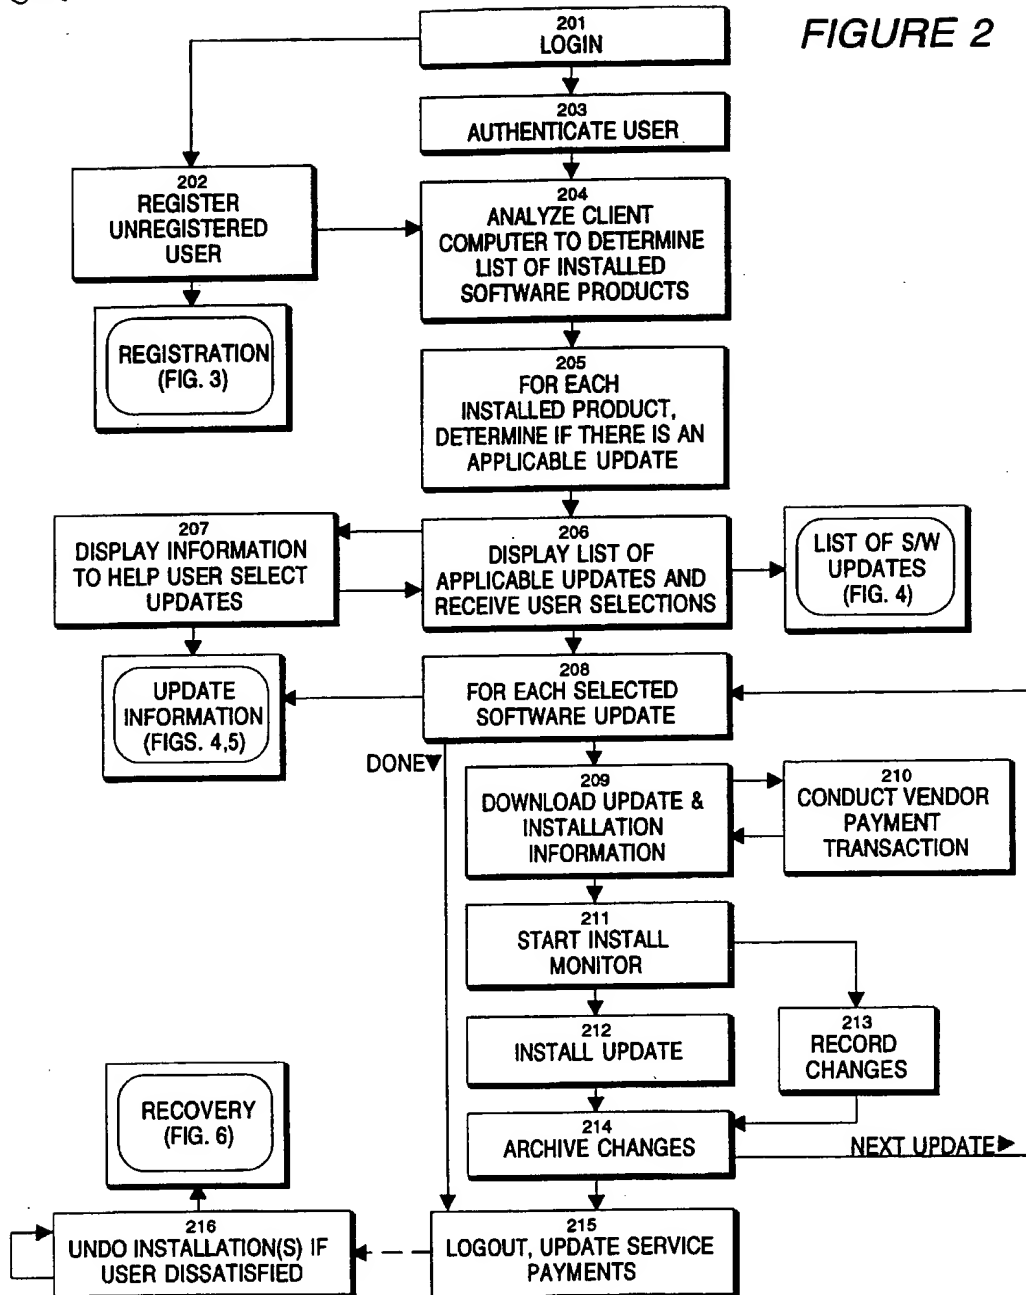 FIGURE 2
201
LOGIN
203
AUTHENTICATE USER
202
REGISTER
UNREGISTERED
USER
204
ANALYZE CLIENT
COMPUTER TO DETERMINE
LIST OF INSTALLED
SOFTWARE PRODUCTS
REGISTRATION
(FIG. 3)
205
FOR EACH
INSTALLED PRODUCT,
DETERMINE IF THERE IS AN
APPLICABLE UPDATE
207
DISPLAY INFORMATION
TO HELP USER SELECT
UPDATES
206
DISPLAY LIST OF
APPLICABLE UPDATES AND
RECEIVE USER SELECTIONS
LIST OF S/W
UPDATES
(FIG. 4)
UPDATE
INFORMATION
(FIGS. 4,5)
208
FOR EACH SELECTED
SOFTWARE UPDATE
DONE▼
209
DOWNLOAD UPDATE &
INSTALLATION
INFORMATION
210
CONDUCT VENDOR
PAYMENT
TRANSACTION
211
START INSTALL
MONITOR
212
INSTALL UPDATE
213
RECORD
CHANGES
RECOVERY
(FIG. 6)
214
ARCHIVE CHANGES
NEXT UPDATE▶
216
UNDO INSTALLATION(S) IF
USER DISSATISFIED
215
LOGOUT, UPDATE SERVICE
PAYMENTS